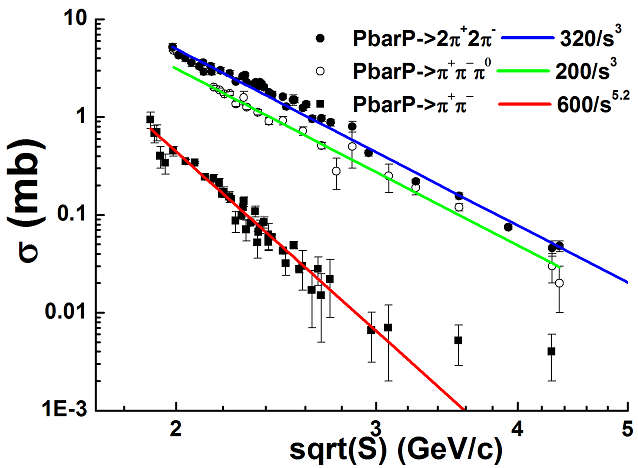 PbarP->2π⁺2π⁻ 320/s³
PbarP->π⁺π⁻π⁰ 200/s³
PbarP->π⁺π⁻ 600/s⁵·²
10
1
0.1
0.01
1E-3
σ (mb)
2 3 4 5
sqrt(S) (GeV/c)